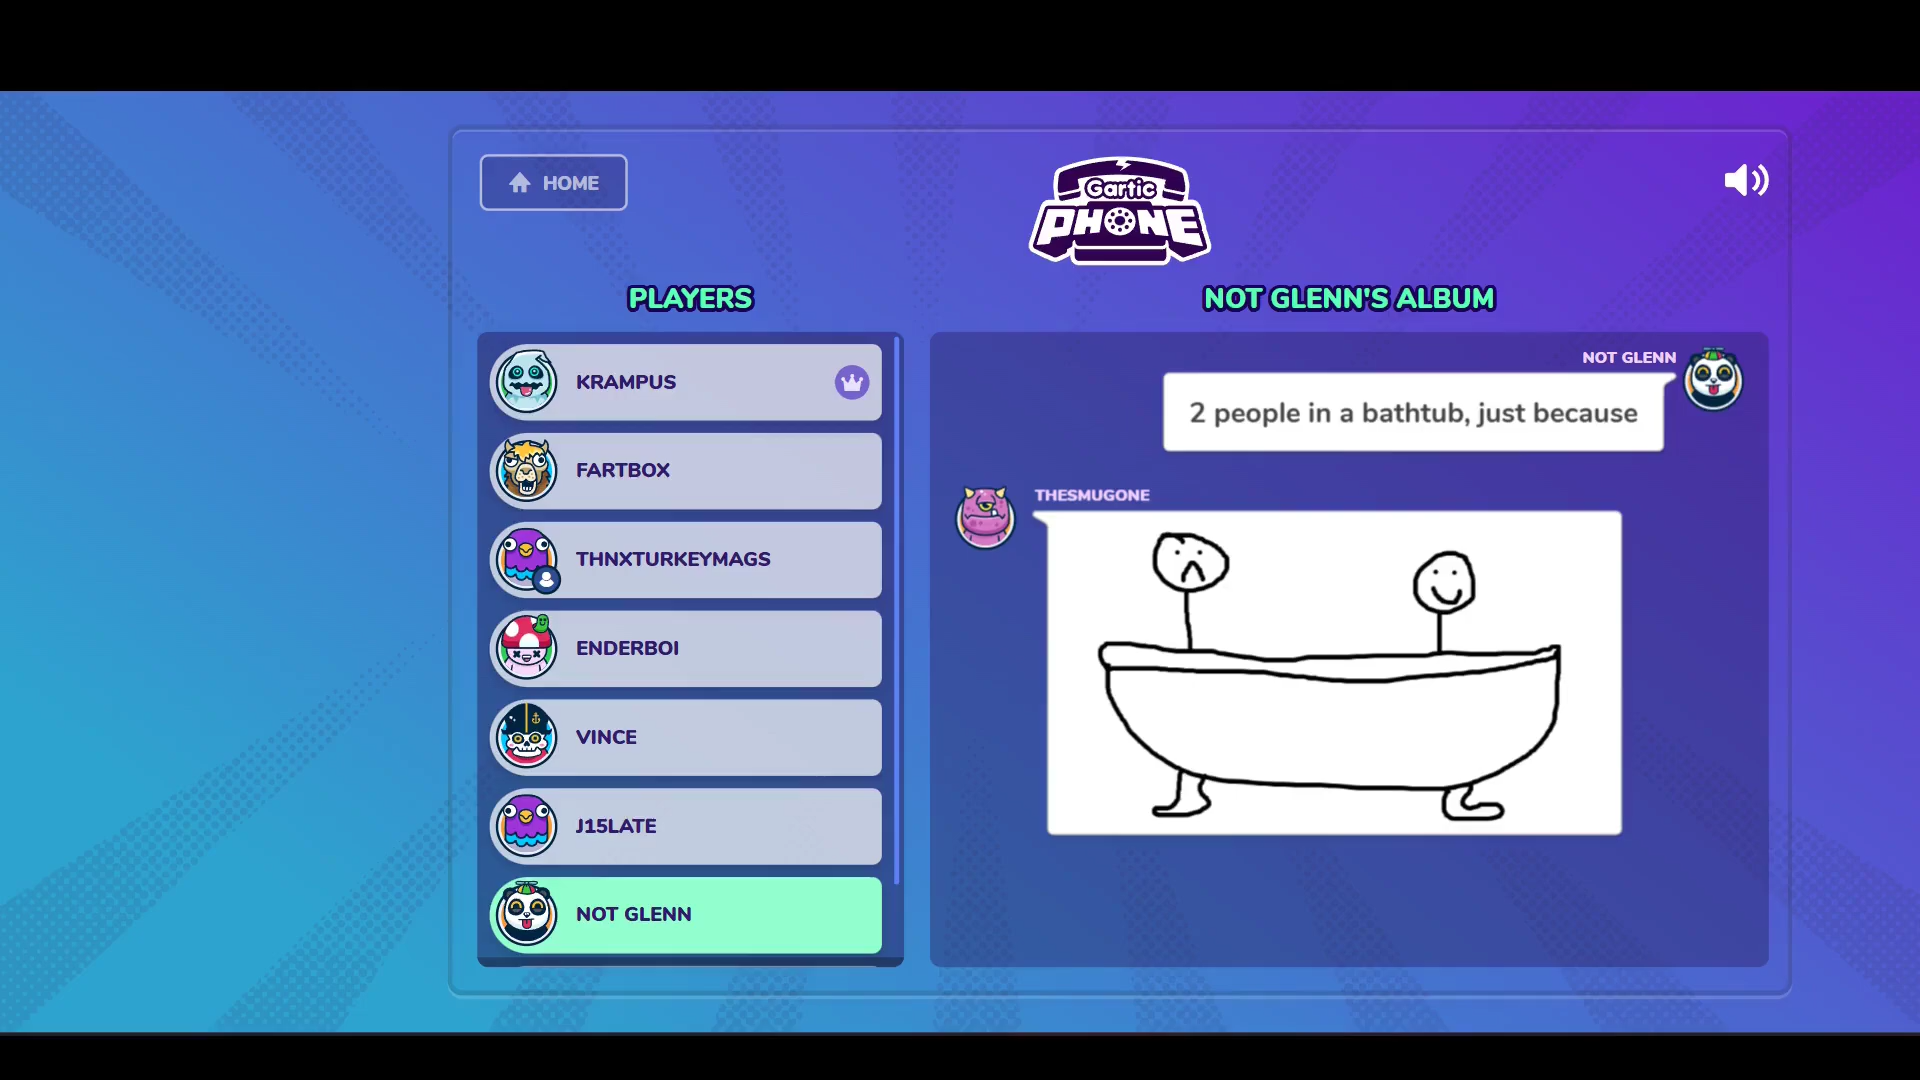 HOME
Gartic
PHONE
PLAYERS
NOT GLENN'S ALBUM
KRAMPUS
FARTBOX
THNXTURKEYMAGS
ENDERBOI
VINCE
J15LATE
NOT GLENN
NOT GLENN
2 people in a bathtub, just because
THESMUGONE